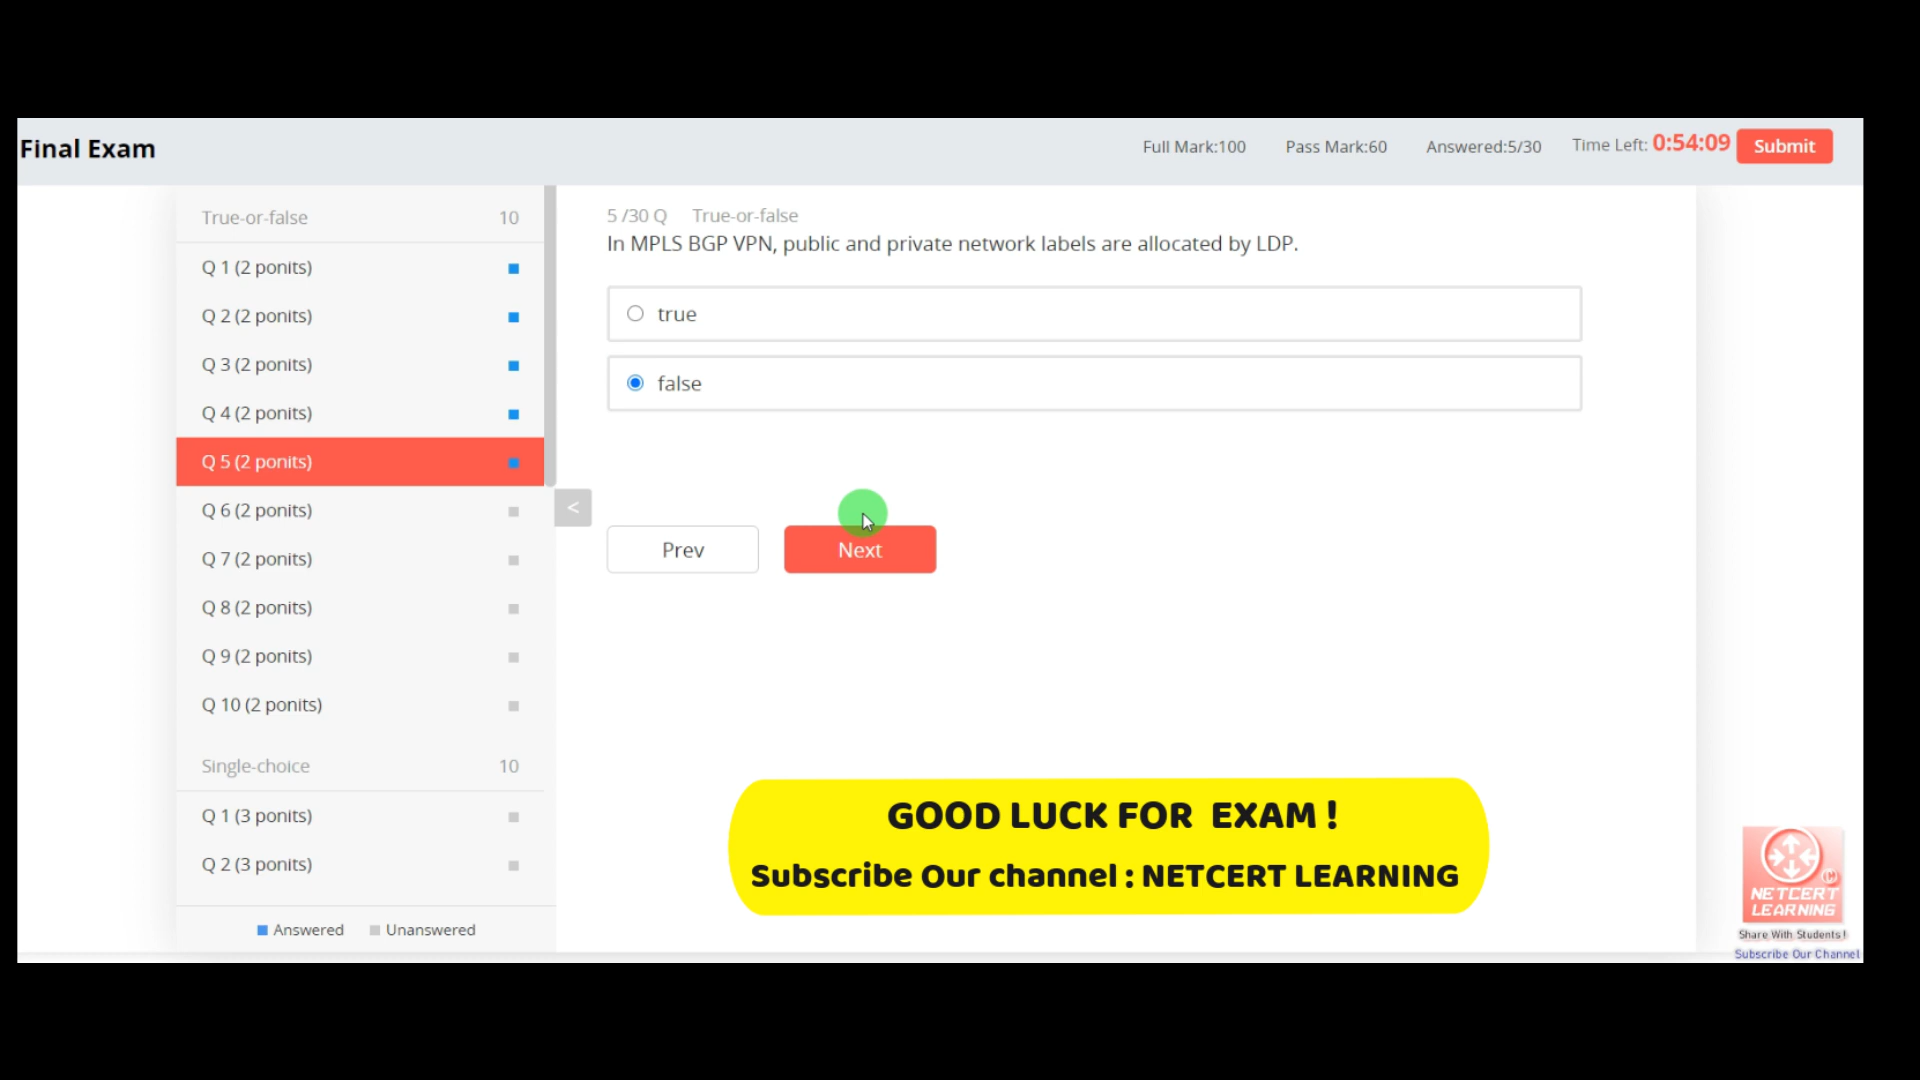 Final Exam
Full Mark:100 Pass Mark:60 Answered:5/30 Time Left: 0:54:09 Submit
True-or-false 10
Q 1 (2 ponits)
Q 2 (2 ponits)
Q 3 (2 ponits)
Q 4 (2 ponits)
Q 5 (2 ponits)
Q 6 (2 ponits)
Q 7 (2 ponits)
Q 8 (2 ponits)
Q 9 (2 ponits)
Q 10 (2 ponits)
Single-choice 10
Q 1 (3 ponits)
Q 2 (3 ponits)
Answered Unanswered
<
5 /30 Q True-or-false
In MPLS BGP VPN, public and private network labels are allocated by LDP.
true
false
Prev Next
GOOD LUCK FOR EXAM !
Subscribe Our channel : NETCERT LEARNING
NETCERT
LEARNING
Share With Students !
Subscribe Our Channel